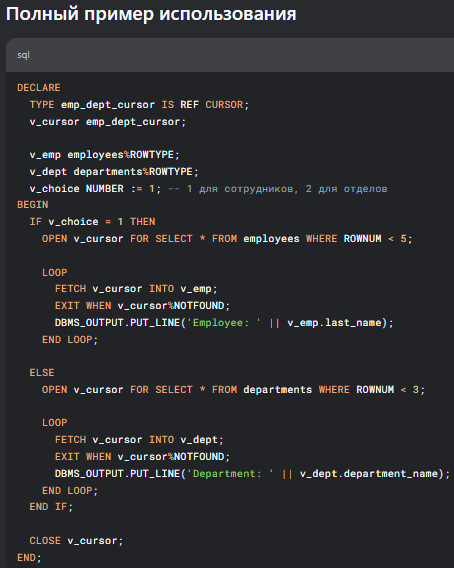 Полный пример использования
sql
DECLARE
  TYPE emp_dept_cursor IS REF CURSOR;
  v_cursor emp_dept_cursor;

  v_emp employees%ROWTYPE;
  v_dept departments%ROWTYPE;
  v_choice NUMBER := 1; -- 1 для сотрудников, 2 для отделов
BEGIN
  IF v_choice = 1 THEN
    OPEN v_cursor FOR SELECT * FROM employees WHERE ROWNUM < 5;

    LOOP
      FETCH v_cursor INTO v_emp;
      EXIT WHEN v_cursor%NOTFOUND;
      DBMS_OUTPUT.PUT_LINE('Employee: ' || v_emp.last_name);
    END LOOP;

  ELSE
    OPEN v_cursor FOR SELECT * FROM departments WHERE ROWNUM < 3;

    LOOP
      FETCH v_cursor INTO v_dept;
      EXIT WHEN v_cursor%NOTFOUND;
      DBMS_OUTPUT.PUT_LINE('Department: ' || v_dept.department_name);
    END LOOP;
  END IF;

  CLOSE v_cursor;
END;